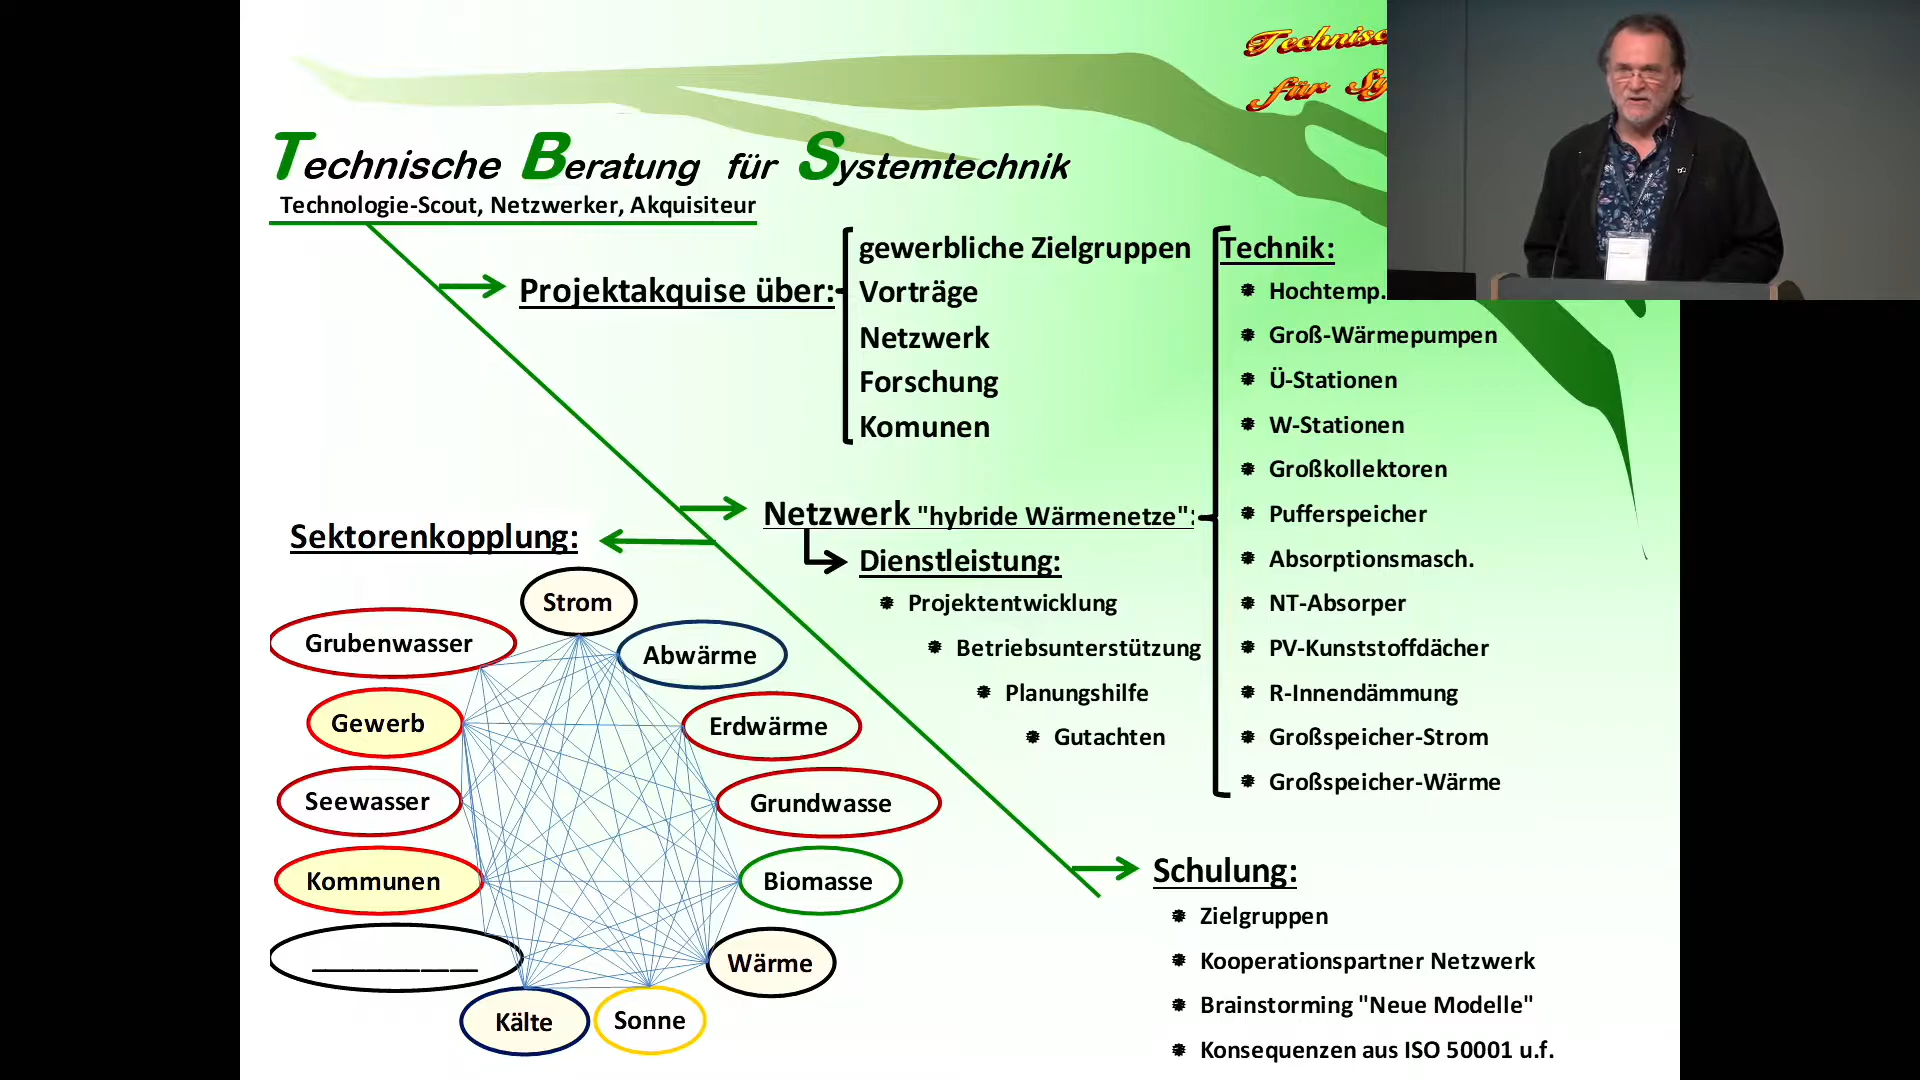 Technische Beratung für Systemtechnik
Technologie-Scout, Netzwerker, Akquisiteur
Projektakquise über:
gewerbliche Zielgruppen
Vorträge
Netzwerk
Forschung
Komunen
Netzwerk "hybride Wärmenetze":
Dienstleistung:
Projektentwicklung
Betriebsunterstützung
Planungshilfe
Gutachten
Technik:
Hochtemp.
Groß-Wärmepumpen
Ü-Stationen
W-Stationen
Großkollektoren
Pufferspeicher
Absorptionsmasch.
NT-Absorper
PV-Kunststoffdächer
R-Innendämmung
Großspeicher-Strom
Großspeicher-Wärme
Sektorenkopplung:
Strom
Grubenwasser
Abwärme
Gewerb
Erdwärme
Seewasser
Grundwasse
Kommunen
Biomasse
Wärme
Kälte
Sonne
Schulung:
Zielgruppen
Kooperationspartner Netzwerk
Brainstorming "Neue Modelle"
Konsequenzen aus ISO 50001 u.f.